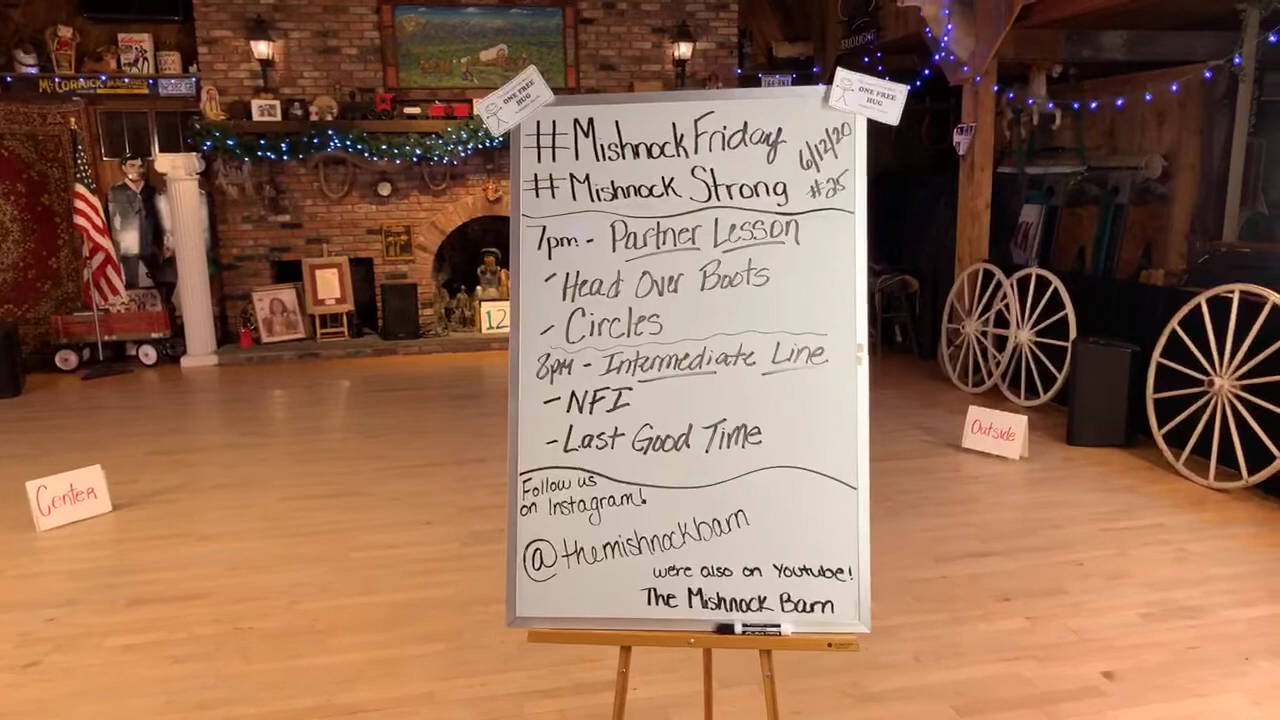 McCORMICK
ONE FREE
HUG
ONE FREE
HUG
#MishnockFriday
6/12/20
#Mishnock Strong
#25
7pm - Partner Lesson
- Head Over Boots
- Circles
8pm - Intermediate Line
- NFI
- Last Good Time
Follow us
on Instagram!
@themishnockbarn
we're also on Youtube!
The Mishnock Barn
12
Center
Outside